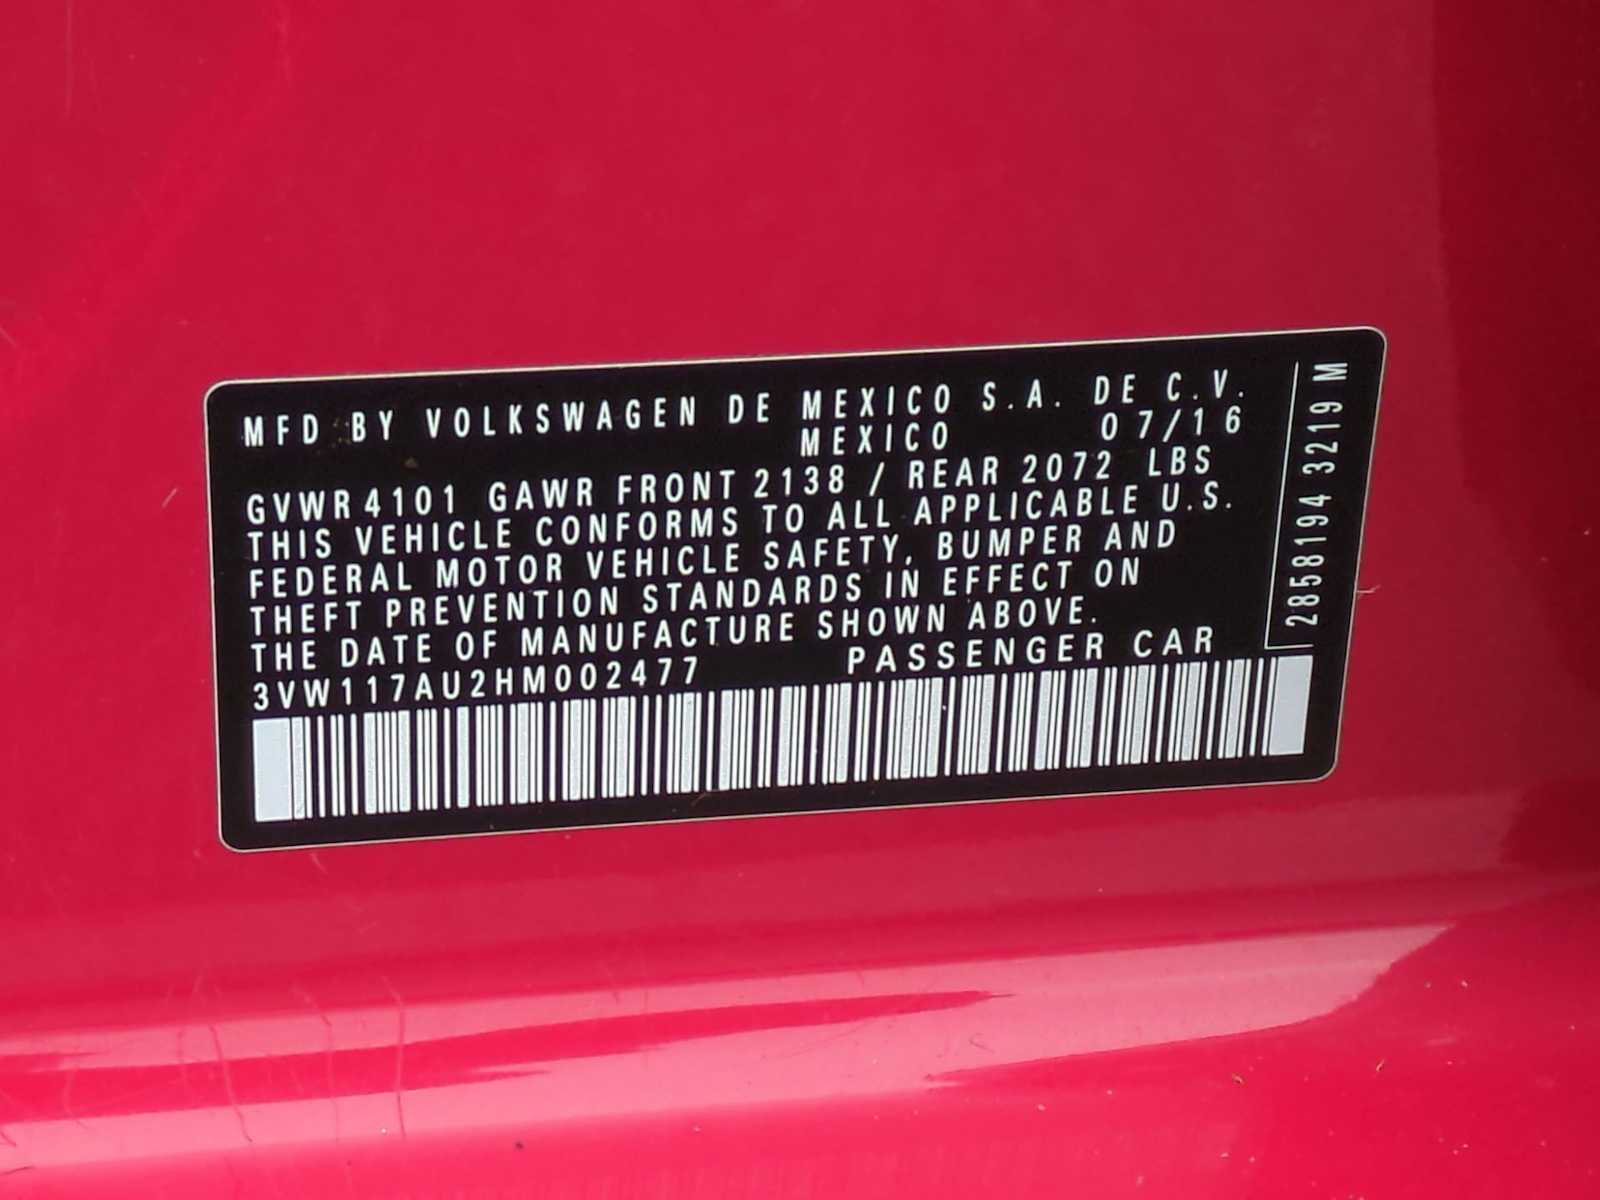 MFD BY VOLKSWAGEN DE MEXICO S.A. DE C.V.
MEXICO 07/16
GVWR4101 GAWR FRONT 2138 / REAR 2072 LBS
THIS VEHICLE CONFORMS TO ALL APPLICABLE U.S.
FEDERAL MOTOR VEHICLE SAFETY, BUMPER AND
THEFT PREVENTION STANDARDS IN EFFECT ON
THE DATE OF MANUFACTURE SHOWN ABOVE.
3VW117AU2HM002477 PASSENGER CAR
2858194 3219 M